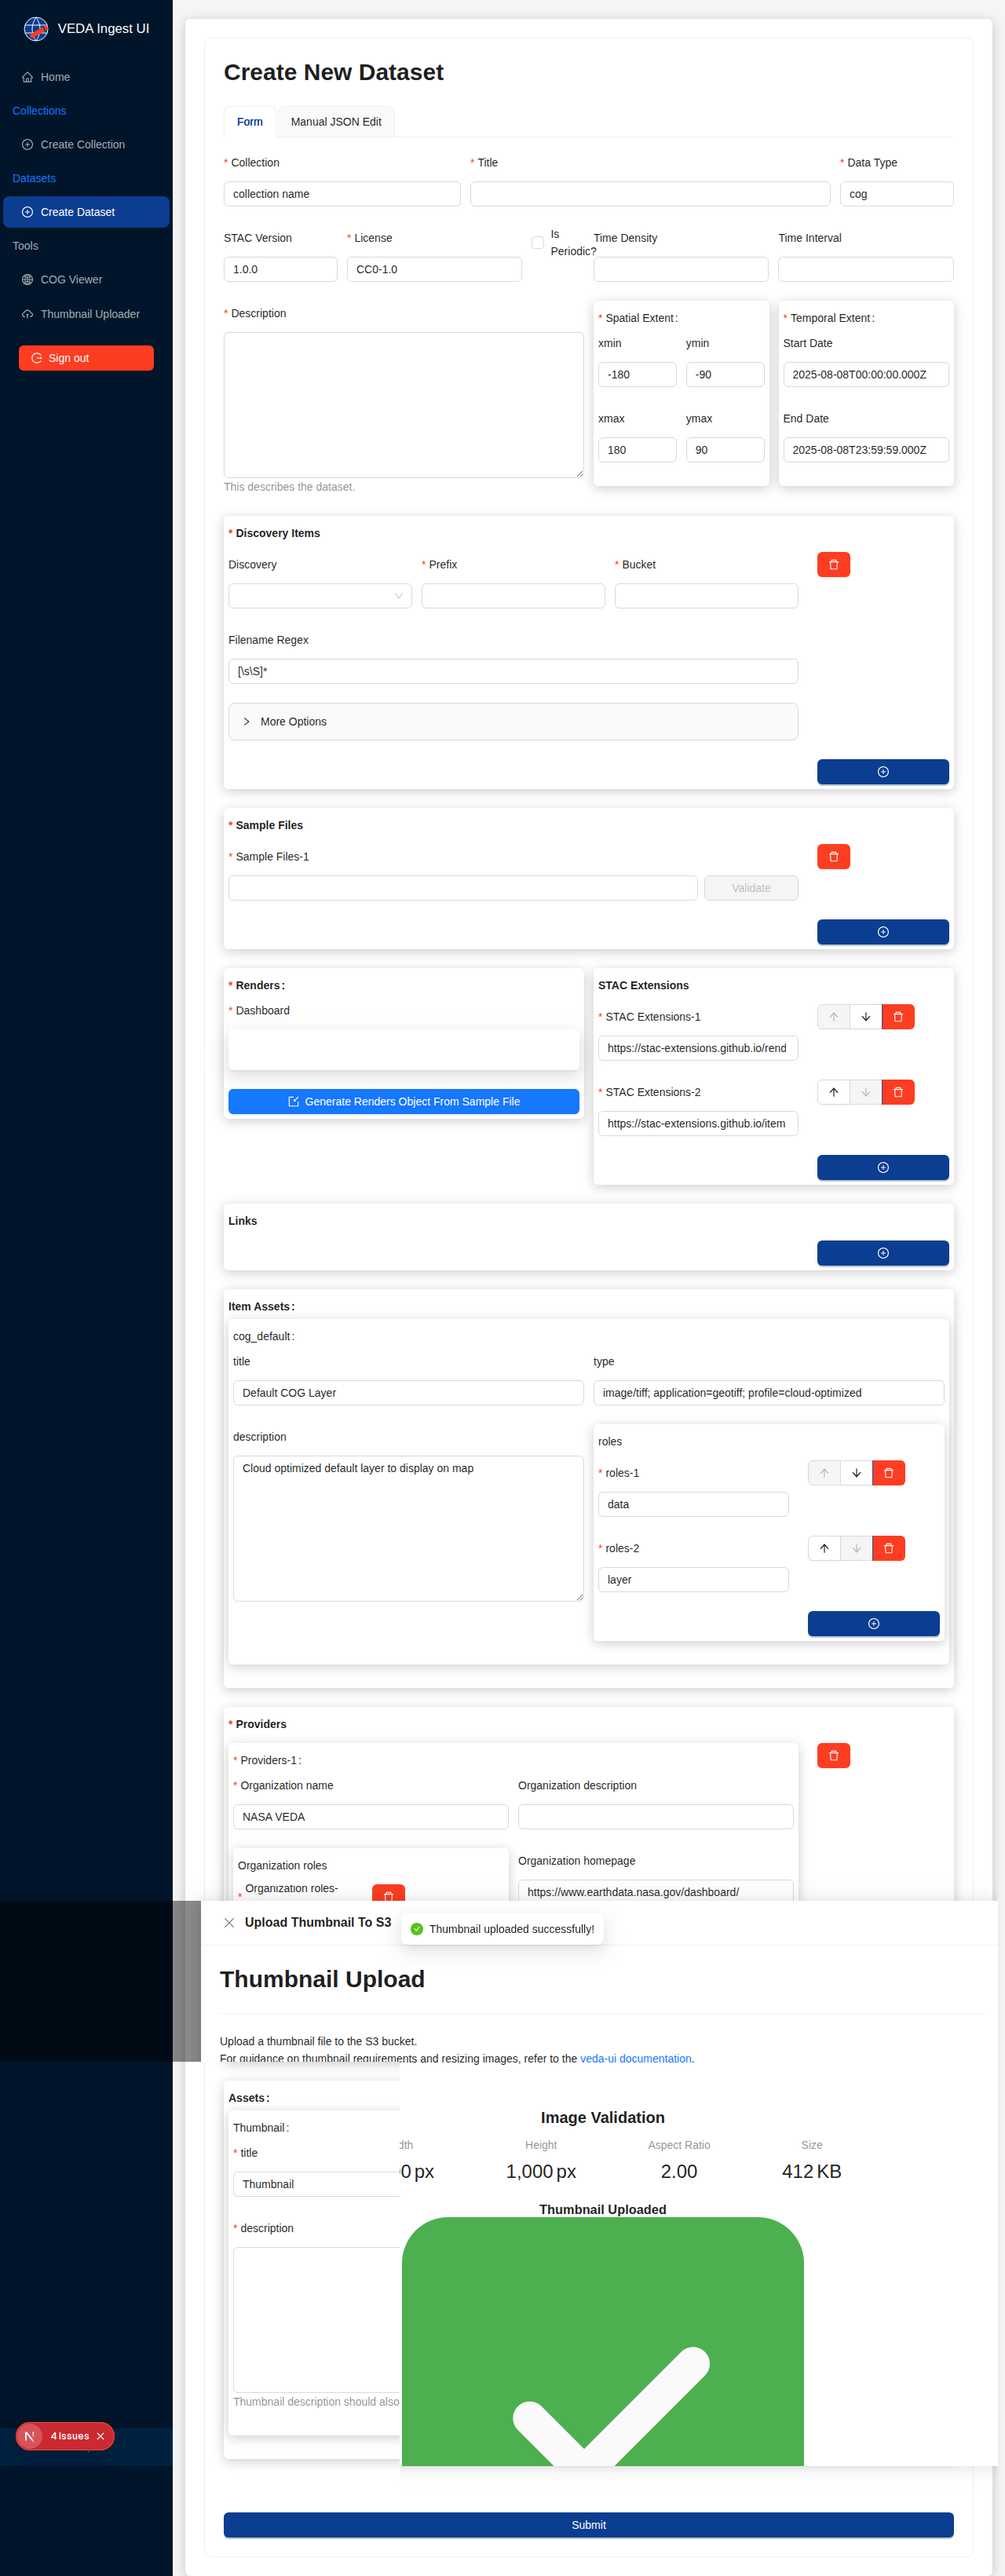 VEDA Ingest UI
Home
Collections
Create Collection
Datasets
Create Dataset
Tools
COG Viewer
Thumbnail Uploader
Sign out
Create New Dataset
Form
Manual JSON Edit
* Collection
* Title
* Data Type
collection name
cog
STAC Version
* License
Is
Periodic?
Time Density
Time Interval
1.0.0
CC0-1.0
* Description
This describes the dataset.
* Spatial Extent:
xmin
ymin
-180
-90
xmax
ymax
180
90
* Temporal Extent:
Start Date
2025-08-08T00:00:00.000Z
End Date
2025-08-08T23:59:59.000Z
* Discovery Items
Discovery
* Prefix
* Bucket
Filename Regex
[\s\S]*
More Options
* Sample Files
* Sample Files-1
Validate
* Renders:
* Dashboard
Generate Renders Object From Sample File
STAC Extensions
* STAC Extensions-1
https://stac-extensions.github.io/rend
* STAC Extensions-2
https://stac-extensions.github.io/item
Links
Item Assets:
cog_default:
title
type
Default COG Layer
image/tiff; application=geotiff; profile=cloud-optimized
description
Cloud optimized default layer to display on map
roles
* roles-1
data
* roles-2
layer
* Providers
* Providers-1:
* Organization name
Organization description
NASA VEDA
Organization roles
* Organization roles-
Organization homepage
https://www.earthdata.nasa.gov/dashboard/
Upload Thumbnail To S3
Thumbnail uploaded successfully!
Thumbnail Upload
Upload a thumbnail file to the S3 bucket.
For guidance on thumbnail requirements and resizing images, refer to the veda-ui documentation.
Assets:
Thumbnail:
* title
Thumbnail
* description
Thumbnail description should also
Image Validation
Height
Aspect Ratio
Size
px
1,000 px
2.00
412 KB
Thumbnail Uploaded
4 Issues
Submit